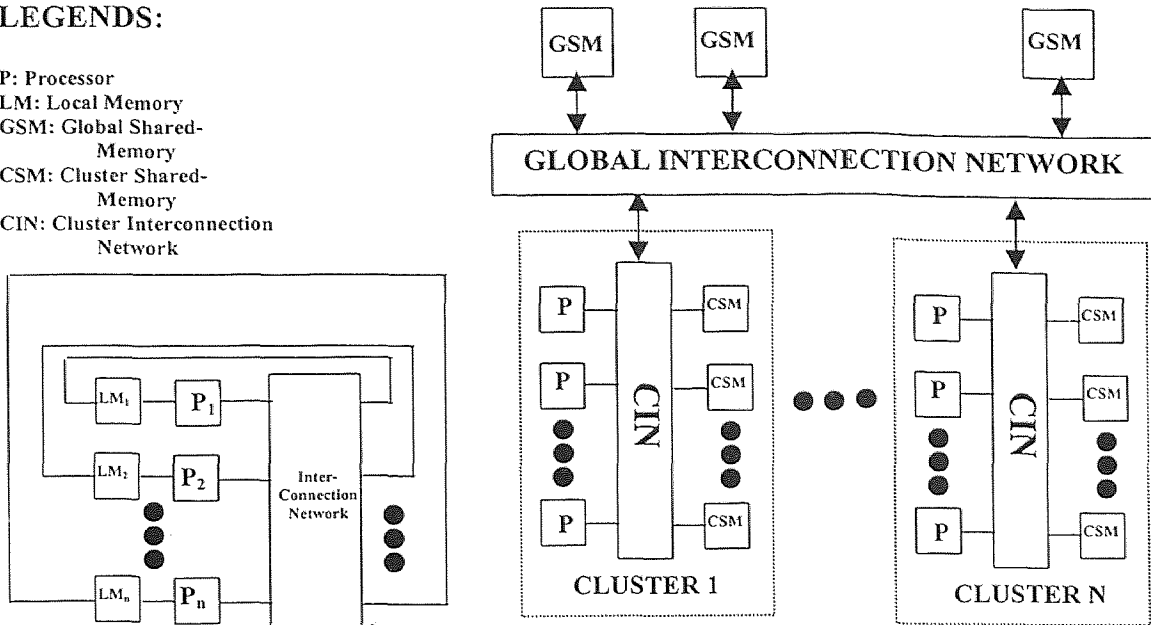 LEGENDS:
P: Processor
LM: Local Memory
GSM: Global Shared-
Memory
CSM: Cluster Shared-
Memory
CIN: Cluster Interconnection
Network
LM₁
P₁
LM₂
P₂
Inter-
Connection
Network
LMₙ
Pₙ
GSM
GSM
GSM
GLOBAL INTERCONNECTION NETWORK
P
CSM
P
CSM
CIN
P
CSM
CLUSTER 1
P
CSM
P
CSM
CIN
P
CSM
CLUSTER N